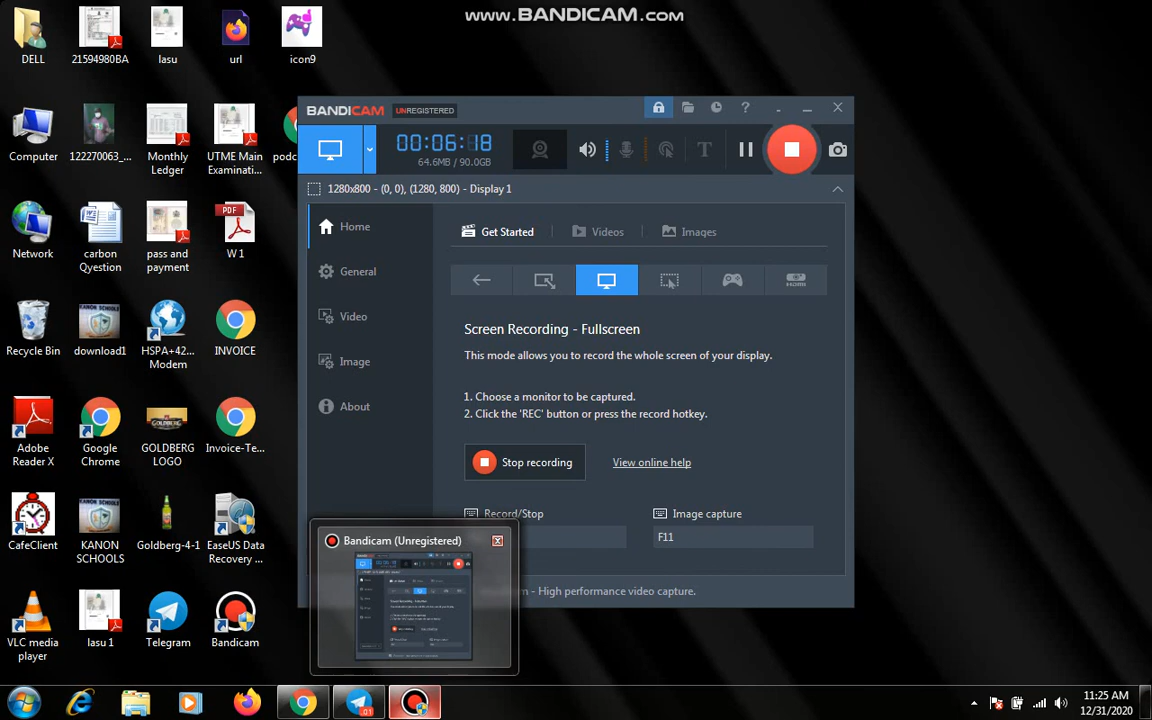 www.BANDICAM.com
DELL
21594980BA
lasu
url
icon9
Computer
122270063_...
Monthly
Ledger
UTME Main
Examinati...
podc
Network
carbon
Qyestion
pass and
payment
PDF
W 1
Recycle Bin
download1
HSPA+42...
Modem
INVOICE
Adobe
Reader X
Google
Chrome
GOLDBERG
LOGO
Invoice-Te...
CafeClient
KANON
SCHOOLS
Goldberg-4-1
EaseUS Data
Recovery ...
VLC media
player
lasu 1
Telegram
Bandicam
BANDICAM UNREGISTERED
00:06:18
64.6MB / 90.0GB
1280x800 - (0, 0), (1280, 800) - Display 1
Home
General
Video
Image
About
Get Started
Videos
Images
Screen Recording - Fullscreen
This mode allows you to record the whole screen of your display.
1. Choose a monitor to be captured.
2. Click the 'REC' button or press the record hotkey.
Stop recording
View online help
Record/Stop
Image capture
F11
- High performance video capture.
Bandicam (Unregistered)
11:25 AM
12/31/2020